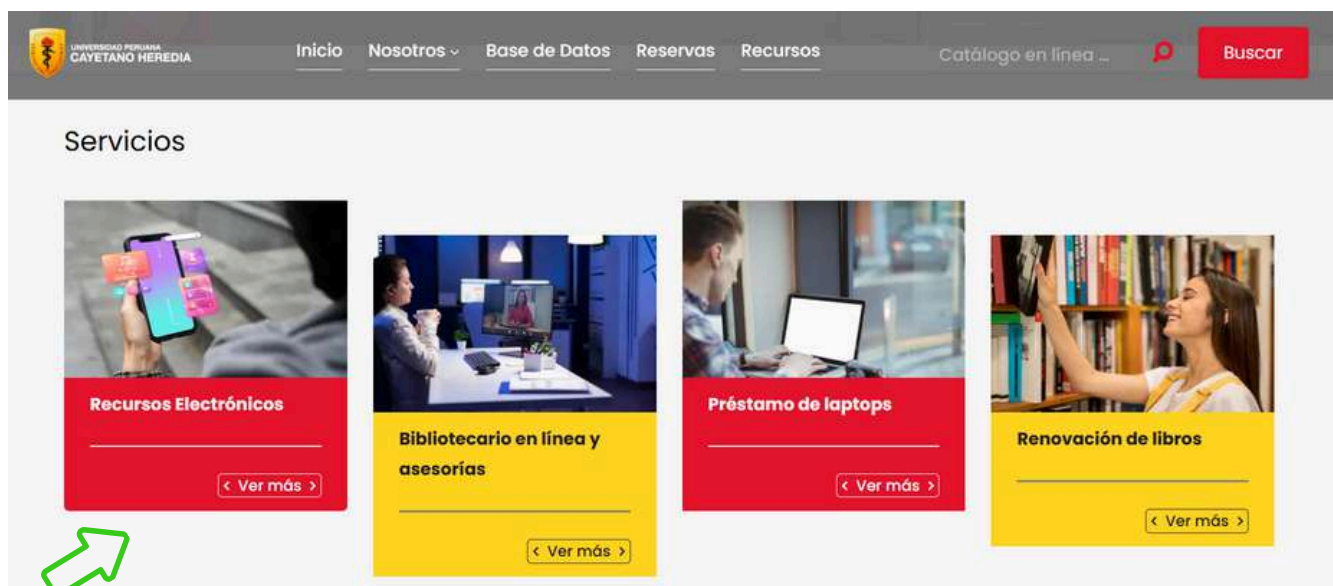 UNIVERSIDAD PERUANA
CAYETANO HEREDIA
Inicio Nosotros Base de Datos Reservas Recursos
Catálogo en línea ...
Buscar
Servicios
Recursos Electrónicos
‹ Ver más ›
Bibliotecario en línea y
asesorías
‹ Ver más ›
Préstamo de laptops
‹ Ver más ›
Renovación de libros
‹ Ver más ›